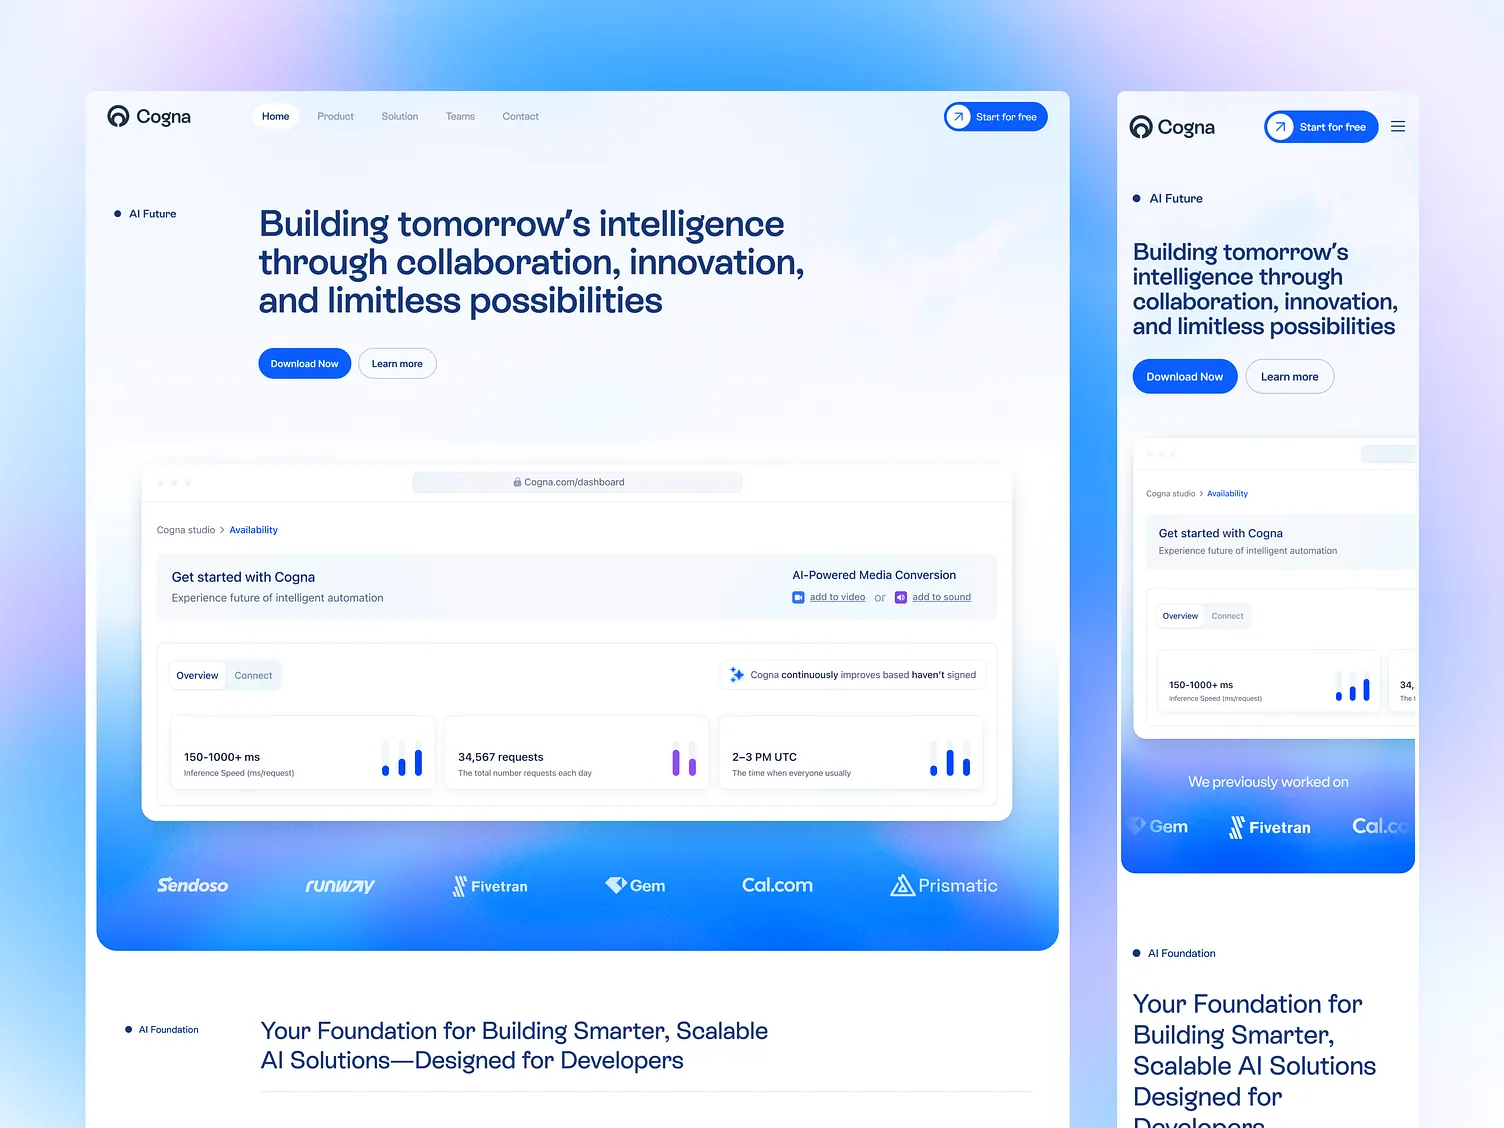 Cogna
Home
Product
Solution
Teams
Contact
Start for free
AI Future
Building tomorrow's intelligence
through collaboration, innovation,
and limitless possibilities
Download Now
Learn more
Cogna.com/dashboard
Cogna studio > Availability
Get started with Cogna
Experience future of intelligent automation
AI-Powered Media Conversion
add to video or add to sound
Overview
Connect
Cogna continuously improves based haven't signed
150-1000+ ms
Inference Speed (ms/request)
34,567 requests
The total number requests each day
2–3 PM UTC
The time when everyone usually
Sendoso
runway
Fivetran
Gem
Cal.com
Prismatic
AI Foundation
Your Foundation for Building Smarter, Scalable
AI Solutions—Designed for Developers
Cogna
Start for free
AI Future
Building tomorrow's
intelligence through
collaboration, innovation,
and limitless possibilities
Download Now
Learn more
Cogna studio > Availability
Get started with Cogna
Experience future of intelligent automation
Overview
Connect
150-1000+ ms
Inference Speed (ms/request)
34,
The t
We previously worked on
Gem
Fivetran
Cal.co
AI Foundation
Your Foundation for
Building Smarter,
Scalable AI Solutions
Designed for
Developers